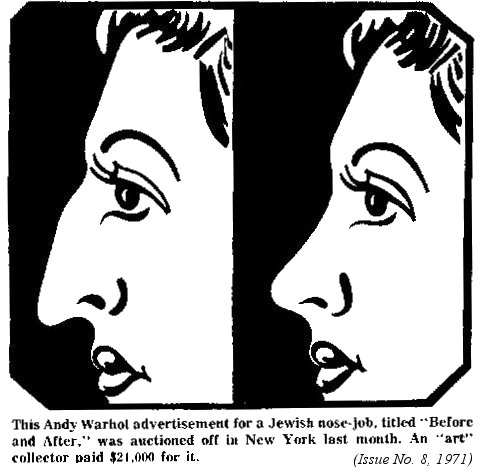 This Andy Warhol advertisement for a Jewish nose-job, titled "Before
and After," was auctioned off in New York last month. An "art"
collector paid $21,000 for it.
(Issue No. 8, 1971)